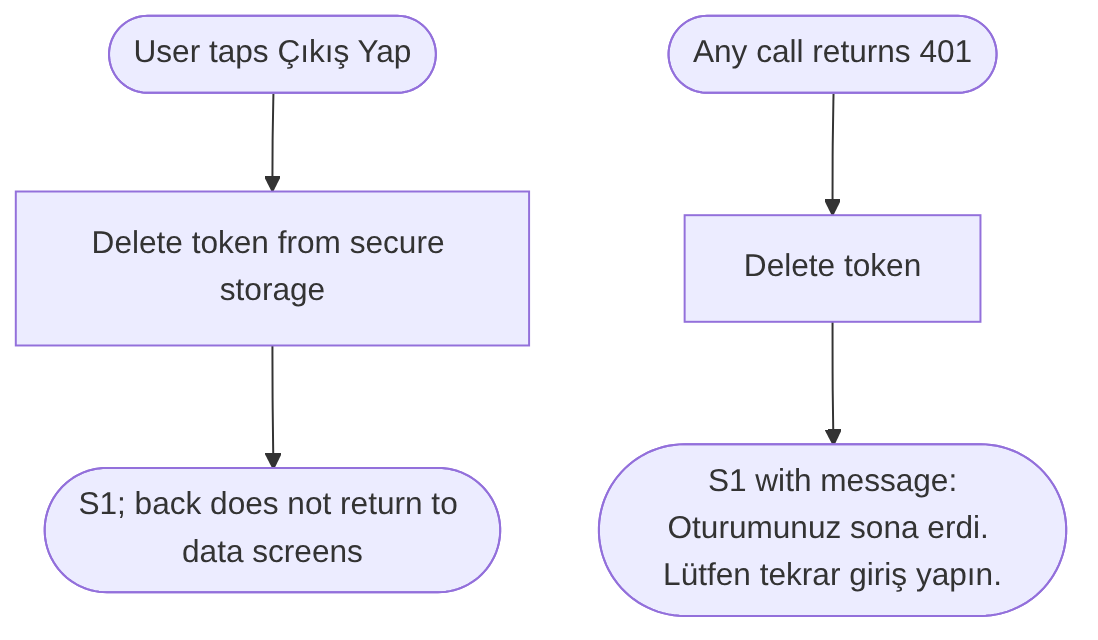 User taps Çıkış Yap
Delete token from secure
storage
S1; back does not return to
data screens
Any call returns 401
Delete token
S1 with message:
Oturumunuz sona erdi.
Lütfen tekrar giriş yapın.